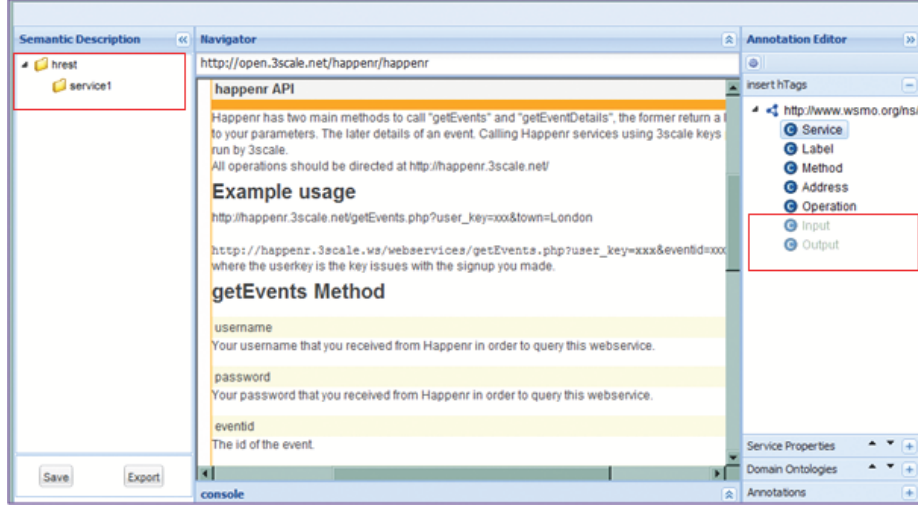 Semantic Description
hrest
service1
Save
Export
Navigator
http://open.3scale.net/happenr/happenr
happenr API
Happenr has two main methods to call "getEvents" and "getEventDetails", the former return a l
to your parameters. The later details of an event. Calling Happenr services using 3scale keys
run by 3scale.
All operations should be directed at http://happenr.3scale.net/
Example usage
http://happenr.3scale.net/getEvents.php?user_key=xxx&town=London
http://happenr.3scale.ws/webservices/getEvents.php?user_key=xxx&eventid=xxx
where the userkey is the key issues with the signup you made.
getEvents Method
username
Your username that you received from Happenr in order to query this webservice.
password
Your password that you received from Happenr in order to query this webservice.
eventid
The id of the event.
console
Annotation Editor
insert hTags
http://www.wsmo.org/ns/
C Service
C Label
C Method
C Address
C Operation
C Input
C Output
Service Properties
Domain Ontologies
Annotations